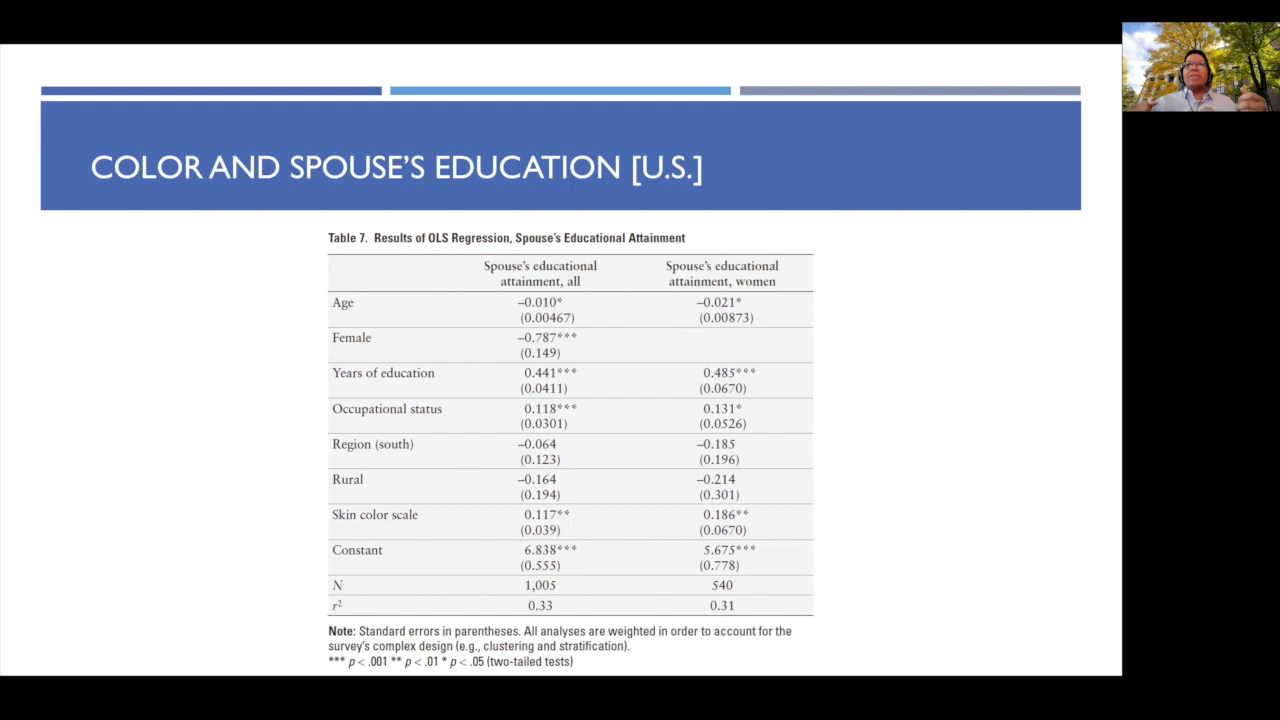 COLOR AND SPOUSE'S EDUCATION [U.S.]
Table 7. Results of OLS Regression, Spouse's Educational Attainment
Spouse's educational attainment, all
Spouse's educational attainment, women
Age –0.010* –0.021*
(0.00467) (0.00873)
Female –0.787***
(0.149)
Years of education 0.441*** 0.485***
(0.0411) (0.0670)
Occupational status 0.118*** 0.131*
(0.0301) (0.0526)
Region (south) –0.064 –0.185
(0.123) (0.196)
Rural –0.164 –0.214
(0.194) (0.301)
Skin color scale 0.117** 0.186**
(0.039) (0.0670)
Constant 6.838*** 5.675***
(0.555) (0.778)
N 1,005 540
r² 0.33 0.31
Note: Standard errors in parentheses. All analyses are weighted in order to account for the
survey's complex design (e.g., clustering and stratification).
*** p < .001 ** p < .01 * p < .05 (two-tailed tests)